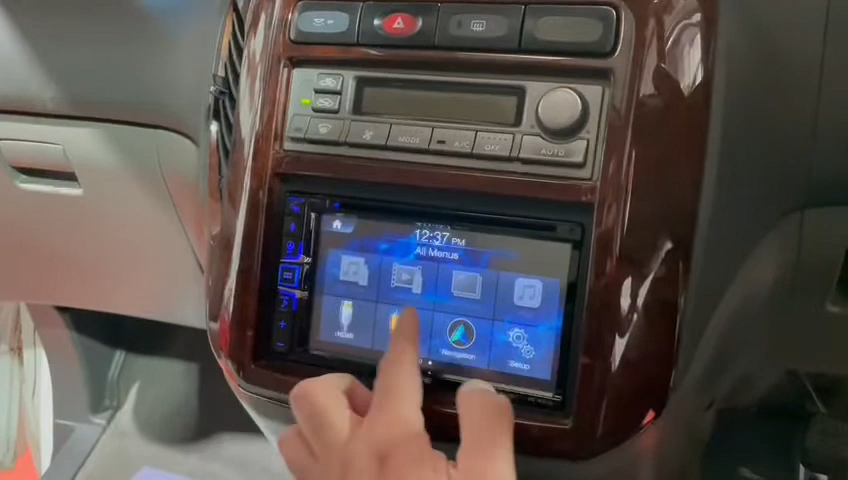 MODE
A/C
OFF
AUTO
12:37 PM
All Menus
HDMI
Navigation
Setup